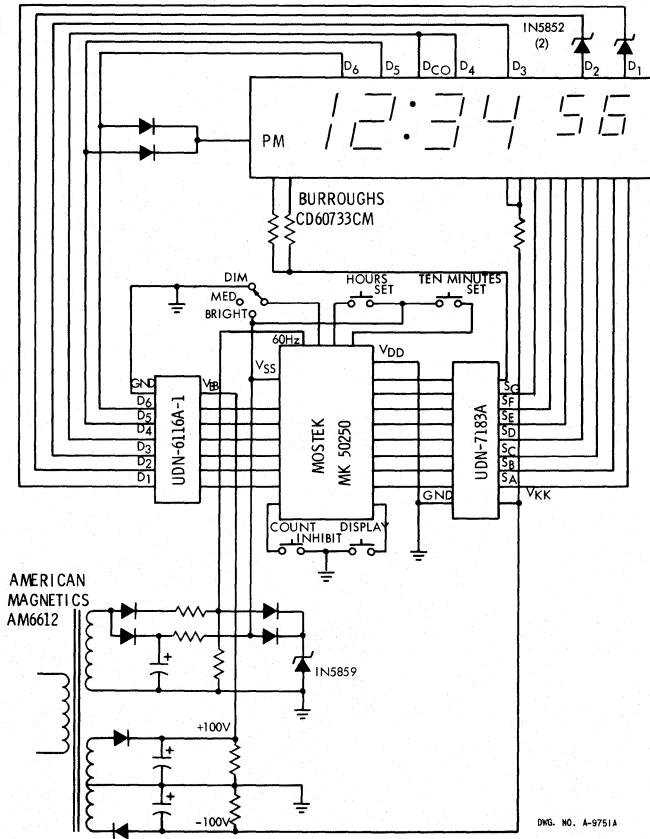 IN5852
(2)
D6 D5 DCO D4 D3 D2 D1
12:34 56
PM
BURROUGHS
CD60733CM
DIM
MED
BRIGHT
HOURS
SET
TEN MINUTES
SET
60Hz
VSS
VDD
GND
VBB
D6
D5
D4
D3
D2
D1
UDN-6116A-1
MOSTEK
MK 50250
UDN-7183A
SG
SF
SE
SD
SC
SB
SA
GND
VKK
COUNT
INHIBIT
DISPLAY
AMERICAN
MAGNETICS
AM6612
+
IN5859
+100V
+
+
-100V
DWG. NO. A-9751A